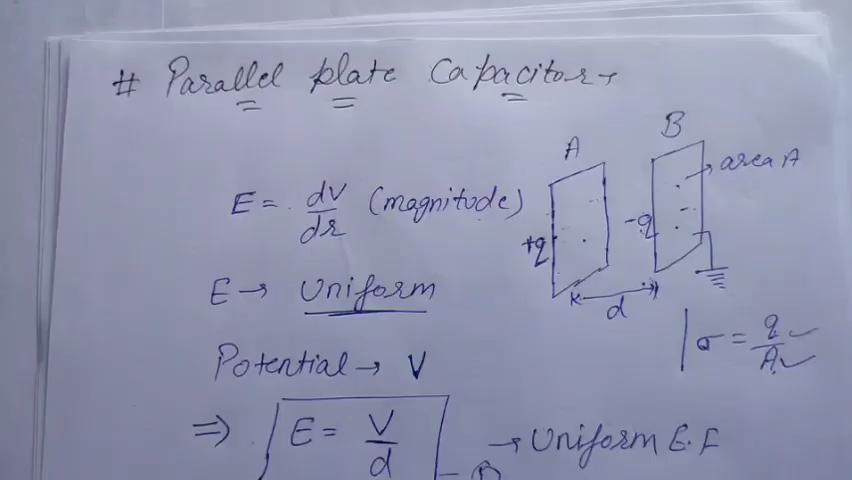 # Parallel plate Capacitor→
A
B
area A
E = dV/dr (magnitude)
+q
-q
E → Uniform
d
σ = q/A
Potential → V
⇒ E = V/d
→ Uniform E.F